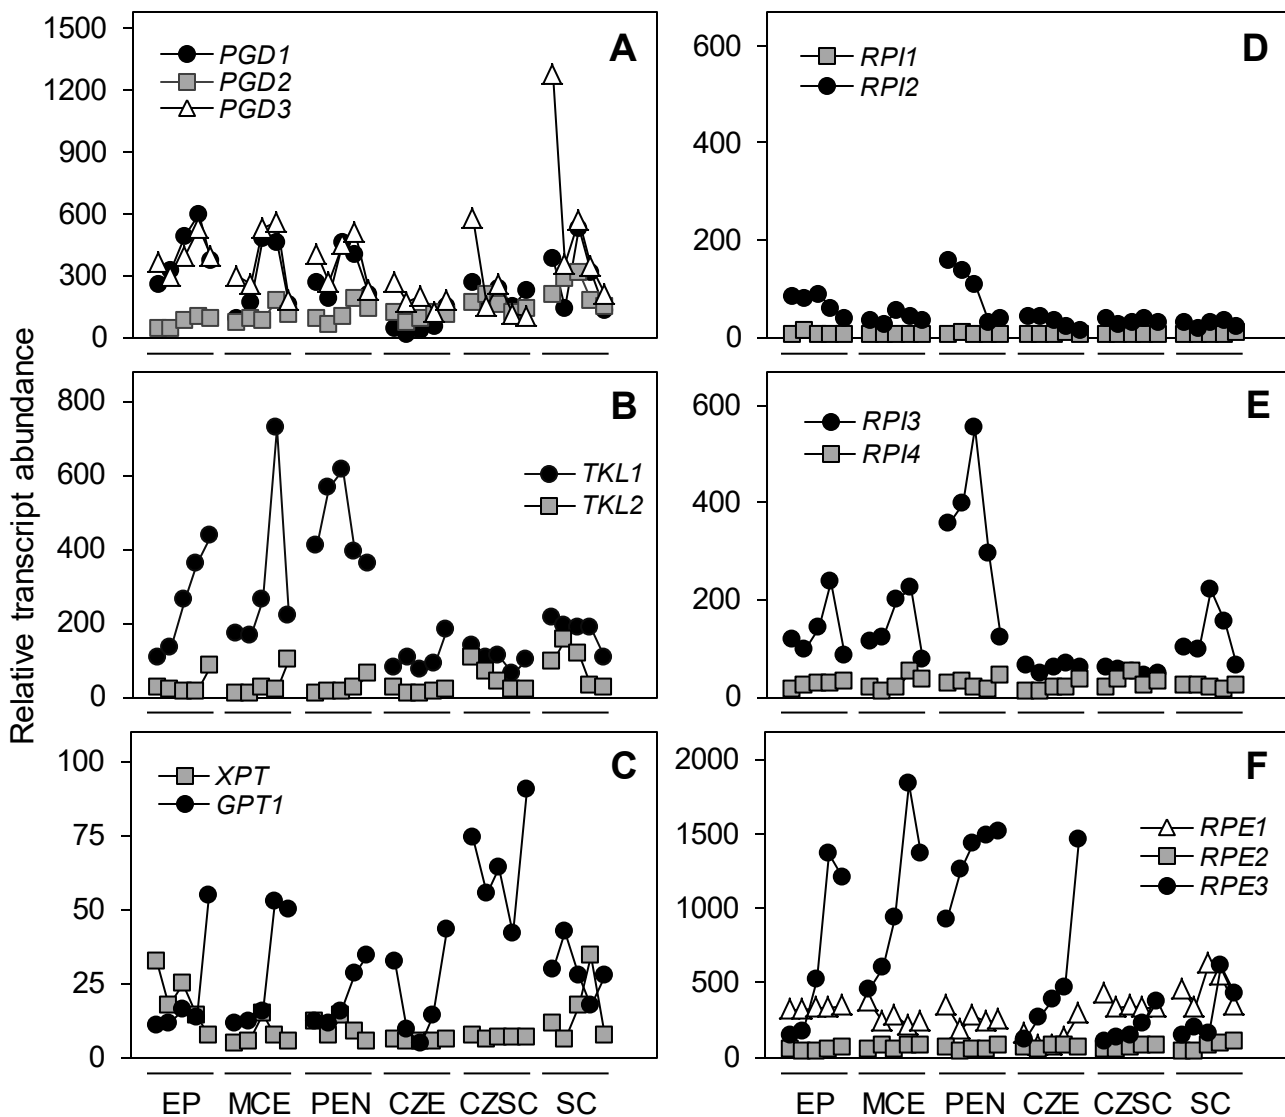 Relative transcript abundance
A
1500
1200
900
600
300
0
PGD1
PGD2
PGD3
B
800
600
400
200
0
TKL1
TKL2
C
100
75
50
25
0
XPT
GPT1
EP MCE PEN CZE CZSC SC
D
600
400
200
0
RPI1
RPI2
E
600
400
200
0
RPI3
RPI4
F
2000
1500
1000
500
0
RPE1
RPE2
RPE3
EP MCE PEN CZE CZSC SC